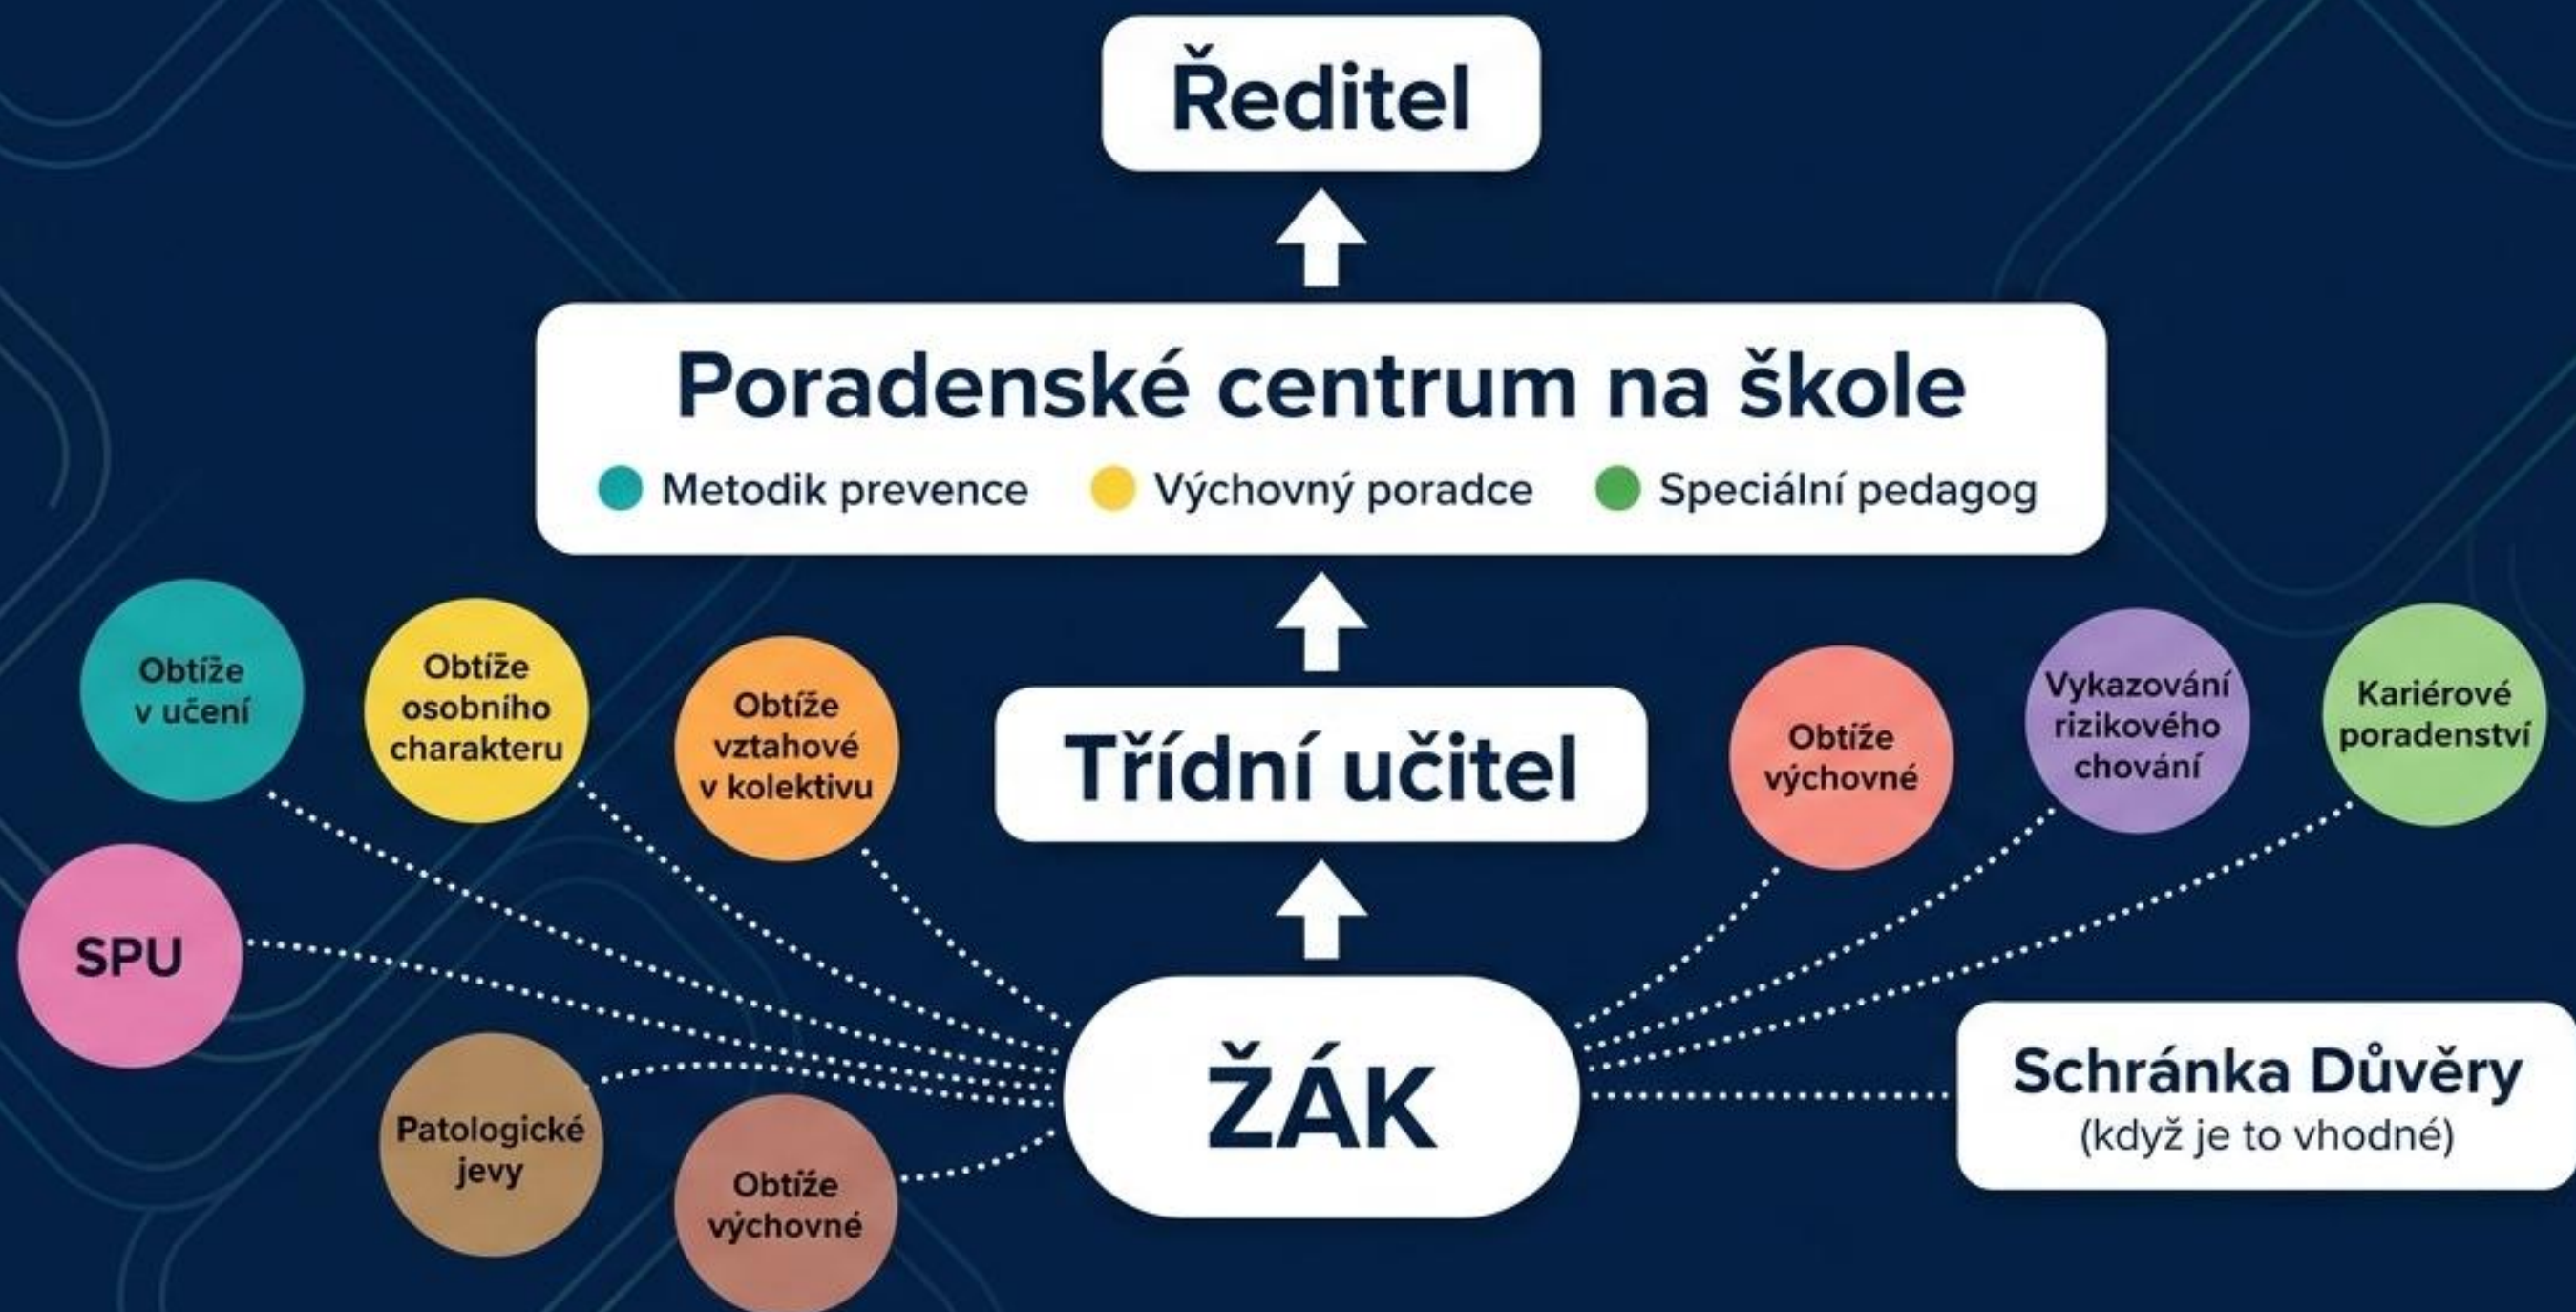 Ředitel
Poradenské centrum na škole
Metodik prevence
Výchovný poradce
Speciální pedagog
Obtíže
v učení
Obtíže
osobního
charakteru
Obtíže
vztahové
v kolektivu
Třídní učitel
Obtíže
výchovné
Vykazování
rizikového
chování
Kariérové
poradenství
SPU
Patologické
jevy
Obtíže
výchovné
ŽÁK
Schránka Důvěry
(když je to vhodné)